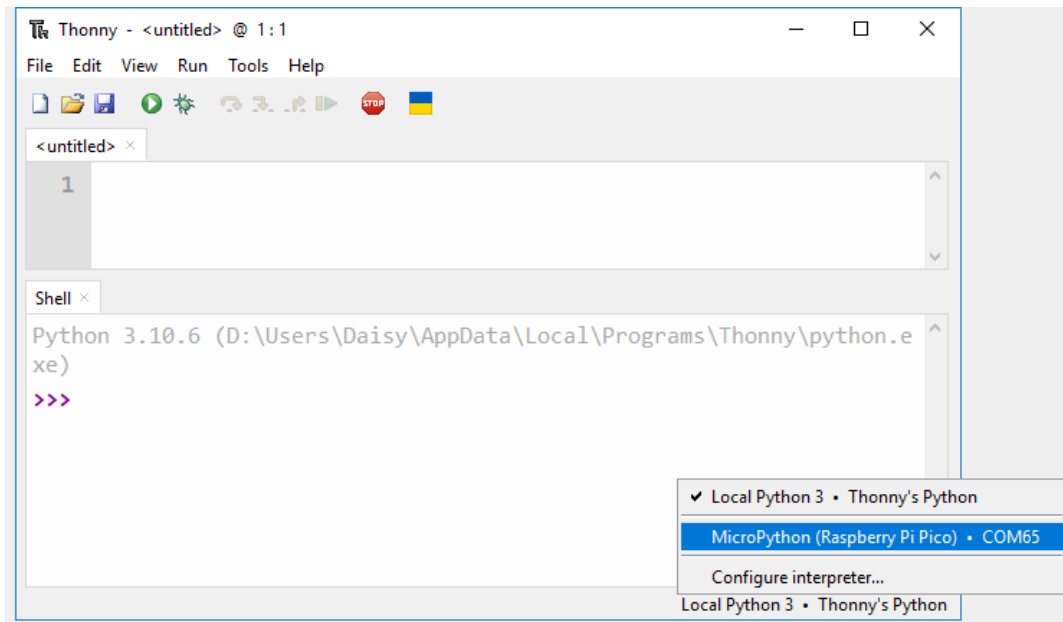 Thonny - <untitled> @ 1:1
File Edit View Run Tools Help
STOP
<untitled> ×
1
Shell ×
Python 3.10.6 (D:\Users\Daisy\AppData\Local\Programs\Thonny\python.e
xe)
>>>
✓ Local Python 3 • Thonny's Python
MicroPython (Raspberry Pi Pico) • COM65
Configure interpreter...
Local Python 3 • Thonny's Python